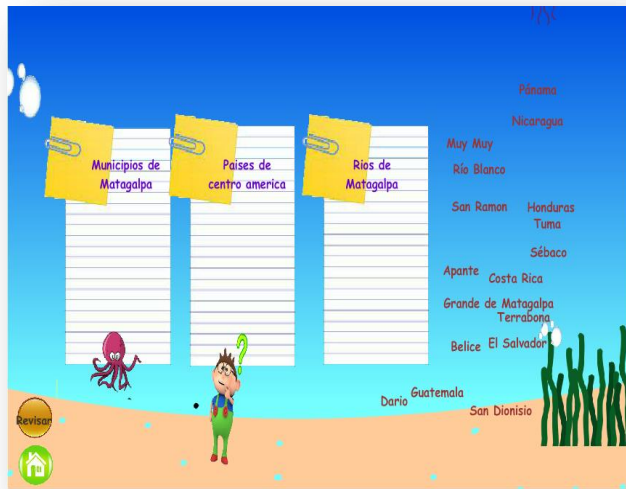 Pánama
Nicaragua
Muy Muy
Municipios de
Matagalpa
Paises de
centro america
Rios de
Matagalpa
Río Blanco
San Ramon
Honduras
Tuma
Sébaco
Apante
Costa Rica
Grande de Matagalpa
Terrabona
Belice
El Salvador
Dario
Guatemala
San Dionisio
Revisar